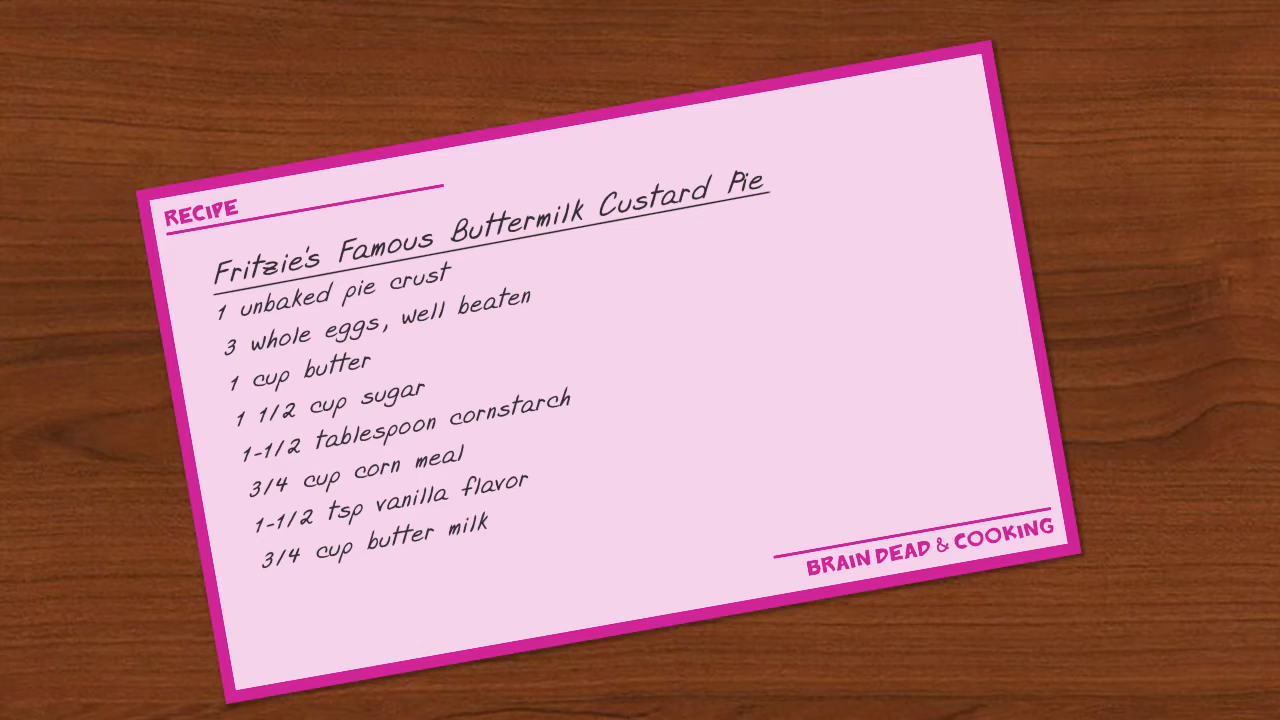 RECIPE
Fritzie's Famous Buttermilk Custard Pie
1 unbaked pie crust
3 whole eggs, well beaten
1 cup butter
1 1/2 cup sugar
1-1/2 tablespoon cornstarch
3/4 cup corn meal
1-1/2 tsp vanilla flavor
3/4 cup butter milk
BRAIN DEAD & COOKING